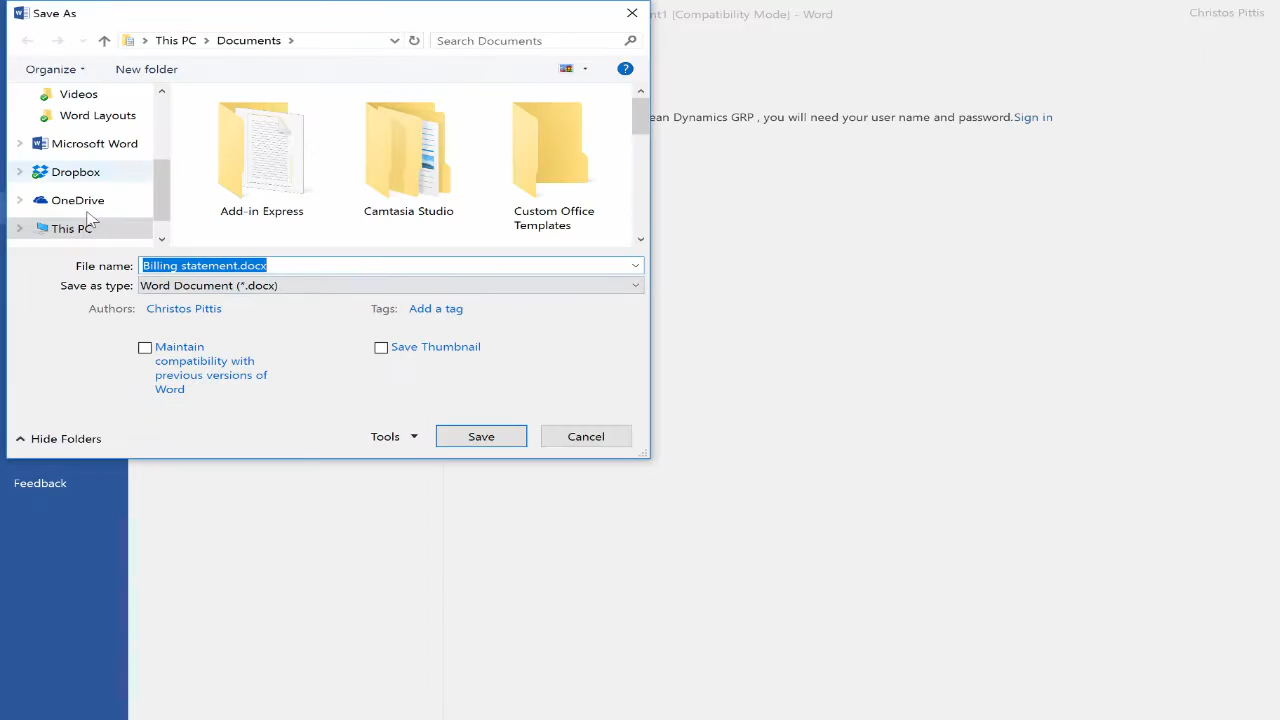 Save As
nt1 [Compatibility Mode] - Word
Christos Pittis
This PC > Documents >
Search Documents
Organize
New folder
Videos
Word Layouts
Microsoft Word
Dropbox
OneDrive
This PC
Add-in Express
Camtasia Studio
Custom Office
Templates
ean Dynamics GRP , you will need your user name and password.Sign in
File name: Billing statement.docx
Save as type: Word Document (*.docx)
Authors: Christos Pittis
Tags: Add a tag
Maintain
compatibility with
previous versions of
Word
Save Thumbnail
Hide Folders
Tools
Save
Cancel
Feedback